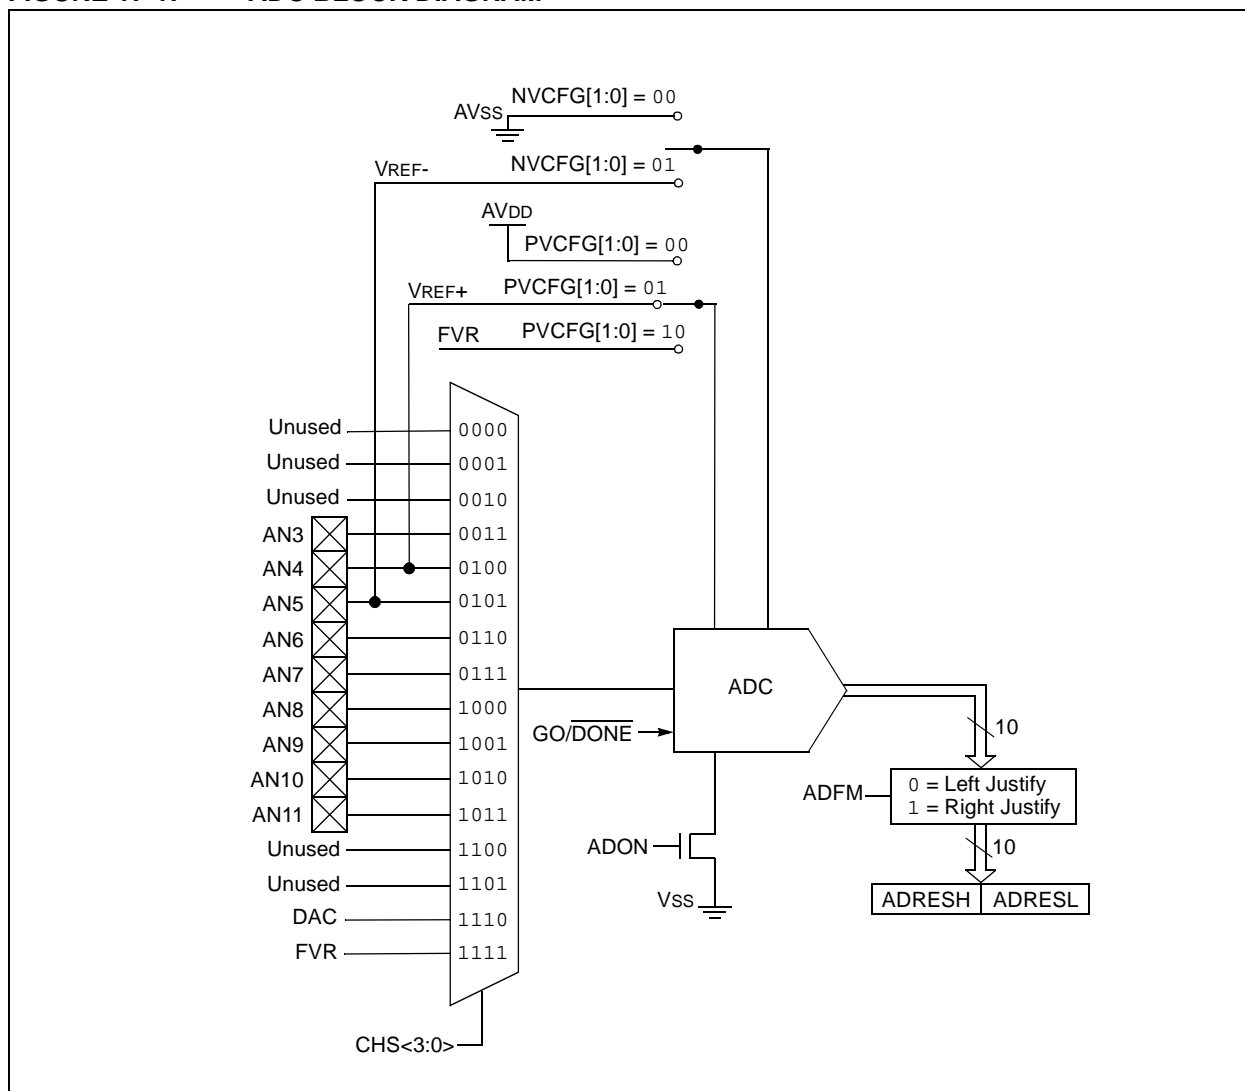 NVCFG[1:0] = 00
AVSS
VREF-
NVCFG[1:0] = 01
AVDD
PVCFG[1:0] = 00
VREF+
PVCFG[1:0] = 01
FVR
PVCFG[1:0] = 10
Unused 0000
Unused 0001
Unused 0010
AN3 0011
AN4 0100
AN5 0101
AN6 0110
AN7 0111
AN8 1000
AN9 1001
AN10 1010
AN11 1011
Unused 1100
Unused 1101
DAC 1110
FVR 1111
CHS<3:0>
ADC
GO/DONE
ADON
VSS
10
ADFM
0 = Left Justify
1 = Right Justify
10
ADRESH ADRESL